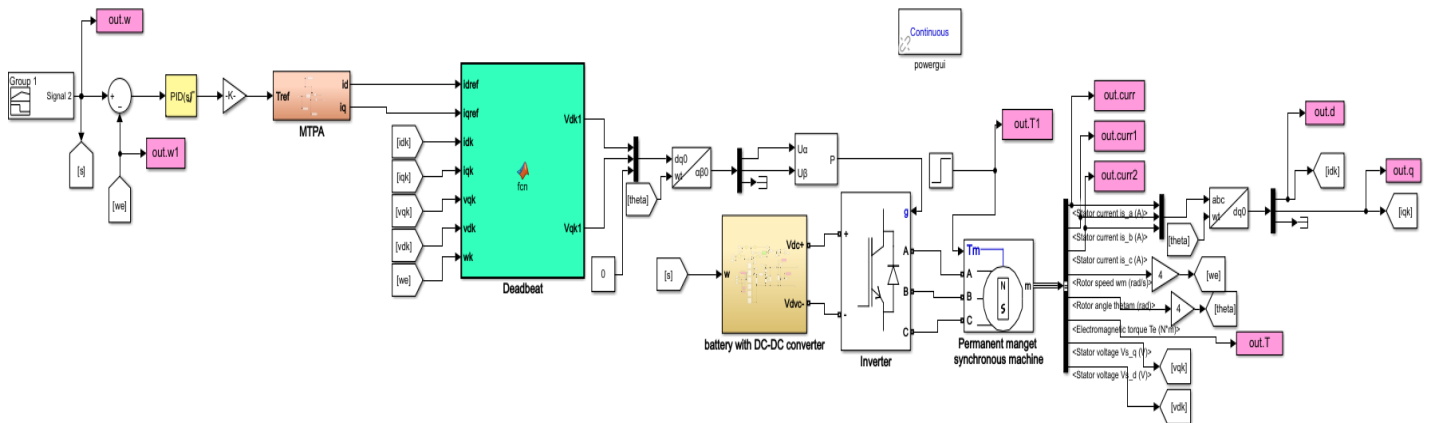 out.w
Group 1
Signal 2
+
−
PID(s)
-K-
[s]
[we]
out.w1
Tref
id
iq
MTPA
[idk]
[iqk]
[vqk]
[vdk]
[we]
idref
iqref
idk
iqk
vqk
vdk
wk
fcn
Vdk1
Vqk1
Deadbeat
0
[theta]
dq0
wt
αβ0
Uα
Uβ
P
Continuous
powergui
out.T1
[s]
w
Vdc+
Vdvc-
battery with DC-DC converter
+
-
g
A
B
C
Inverter
Tm
A
B
C
N
S
m
Permanent manget
synchronous machine
out.curr
out.curr1
out.curr2
<Stator current is_a (A)>
<Stator current is_b (A)>
<Stator current is_c (A)>
<Rotor speed wm (rad/s)>
<Rotor angle thetam (rad)>
<Electromagnetic torque Te (N*m)>
<Stator voltage Vs_q (V)>
<Stator voltage Vs_d (V)>
[theta]
abc
wt
dq0
out.d
[idk]
out.q
[iqk]
4
[we]
4
[theta]
out.T
[vqk]
[vdk]